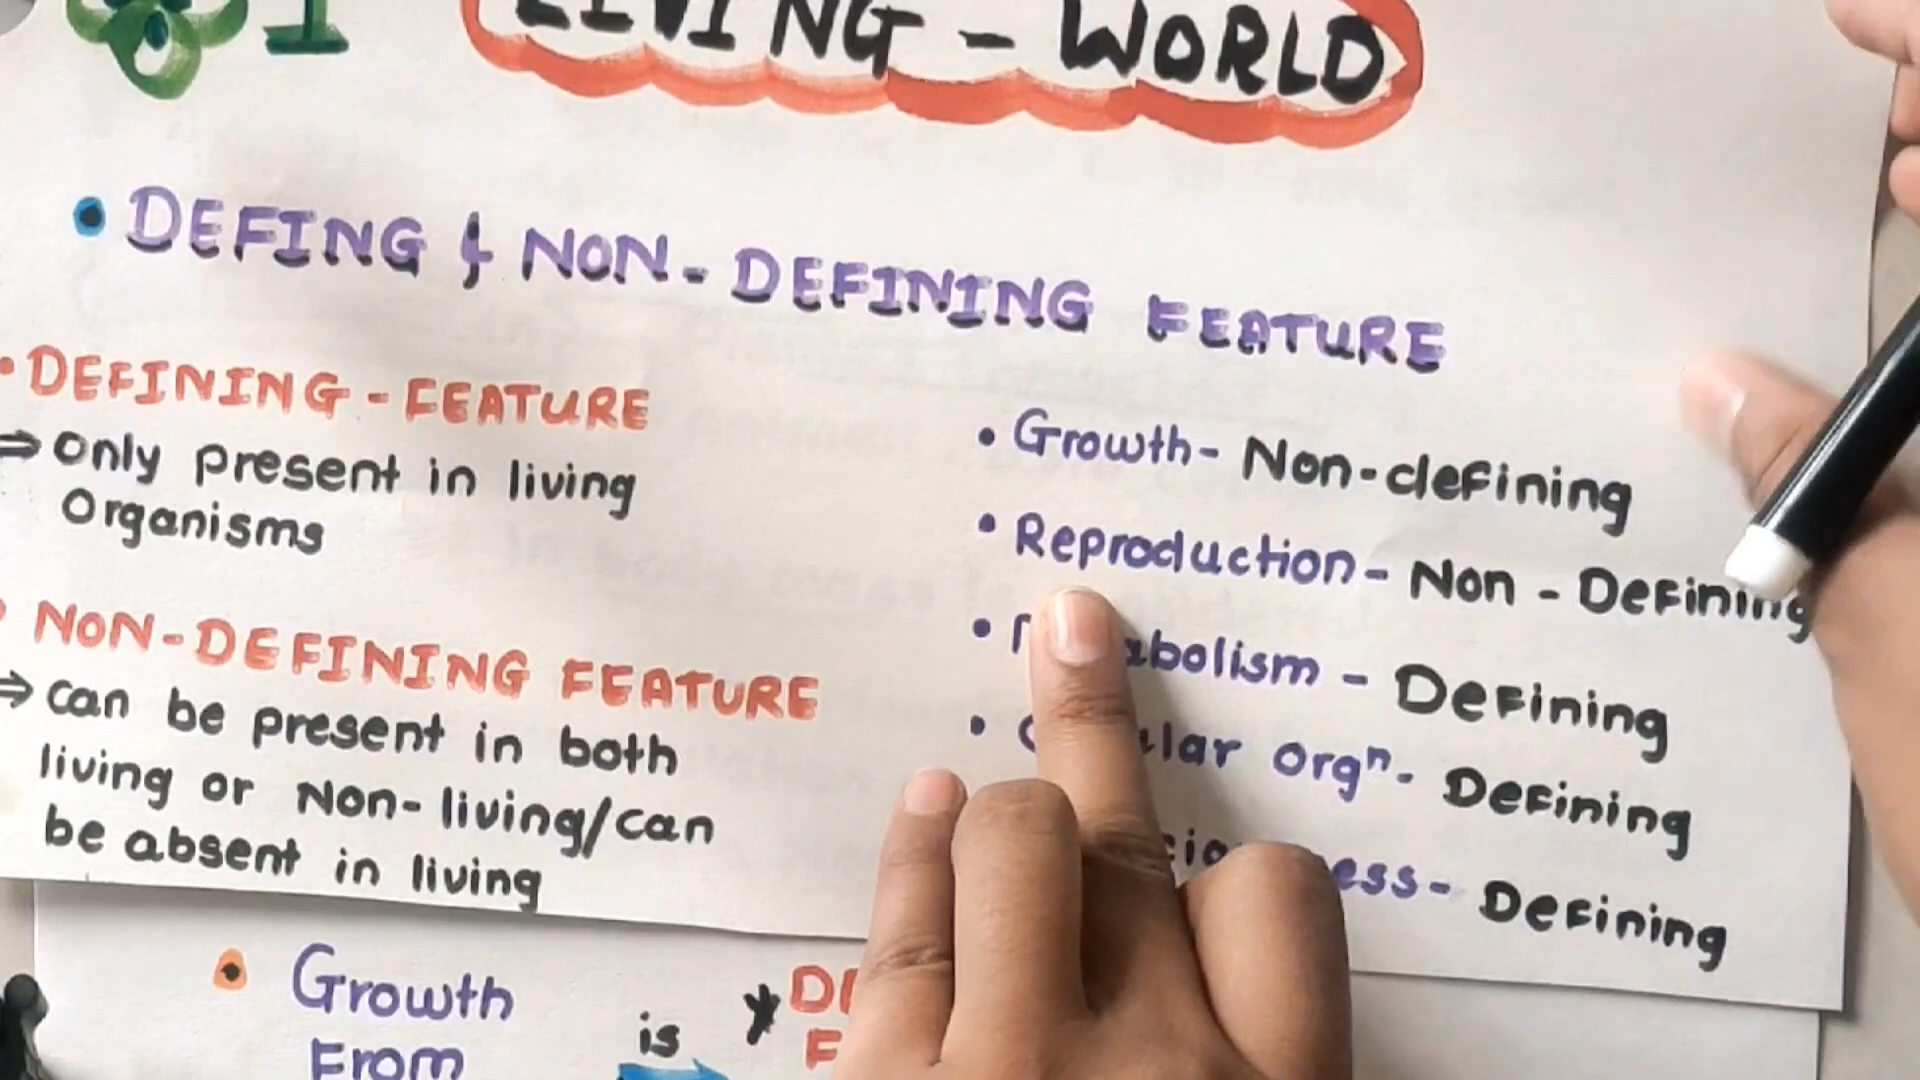 1 LIVING - WORLD
• DEFING & NON-DEFINING FEATURE
• DEFINING - FEATURE
⇒ only present in living
Organisms
• NON-DEFINING FEATURE
⇒ can be present in both
living or Non-living/can
be absent in living
• Growth- Non-defining
• Reproduction- Non - Defining
• abolism - Defining
• lar Orgⁿ- Defining
ess- Defining
• Growth
From
is